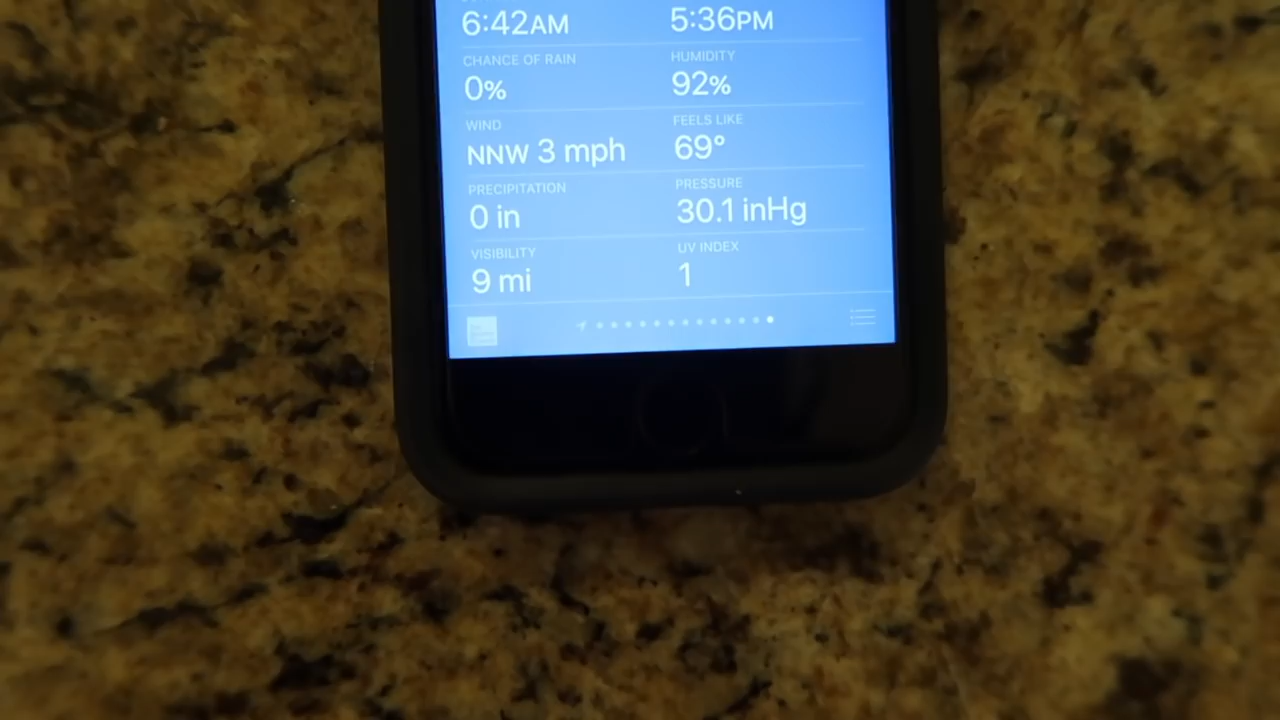 6:42AM 5:36PM
CHANCE OF RAIN HUMIDITY
0% 92%
WIND FEELS LIKE
NNW 3 mph 69°
PRECIPITATION PRESSURE
0 in 30.1 inHg
VISIBILITY UV INDEX
9 mi 1